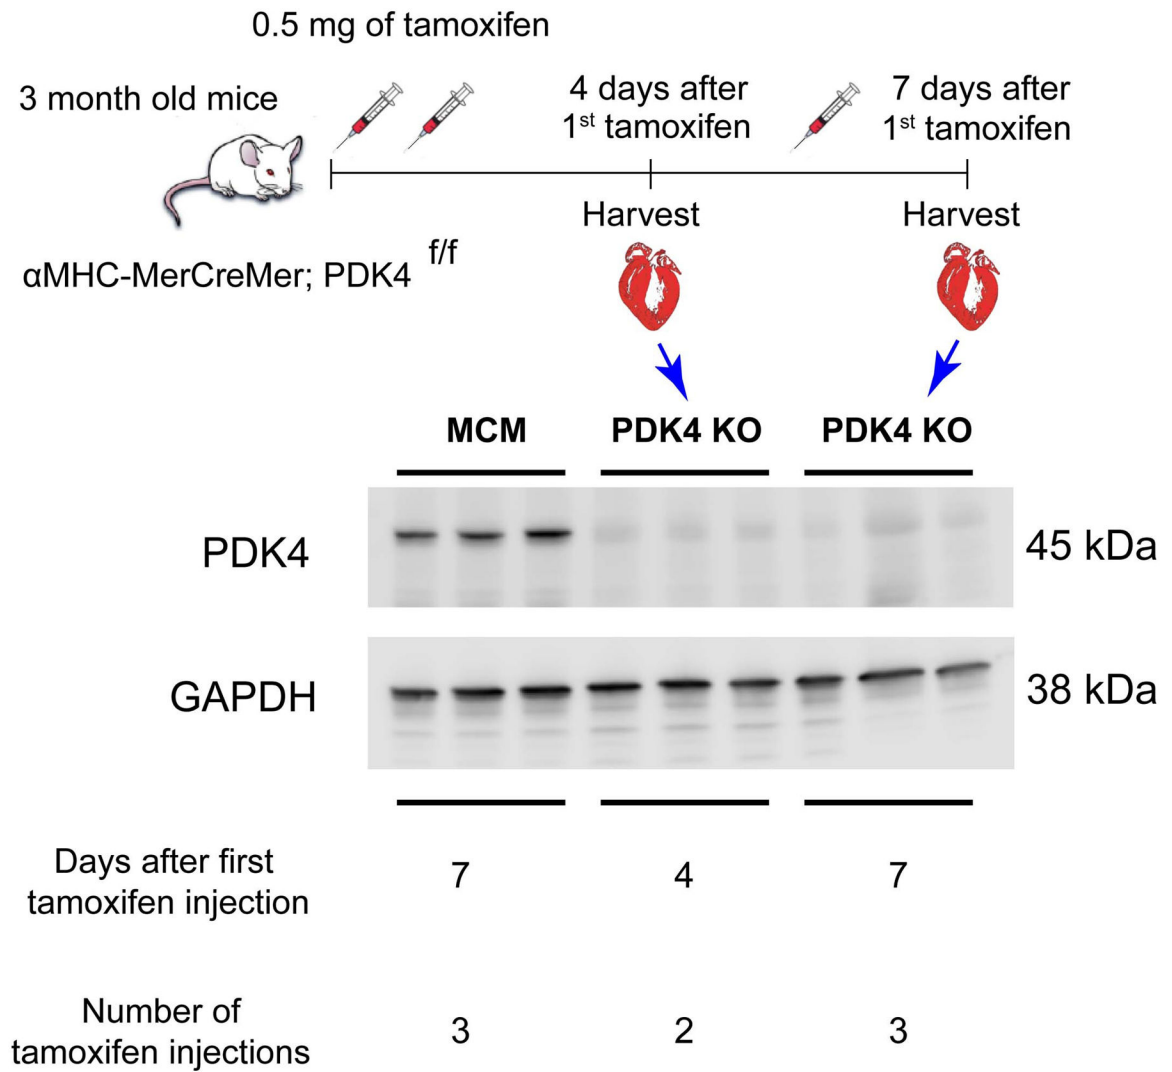 0.5 mg of tamoxifen
3 month old mice
4 days after
1st tamoxifen
7 days after
1st tamoxifen
Harvest
Harvest
αMHC-MerCreMer; PDK4 f/f
MCM
PDK4 KO
PDK4 KO
PDK4
45 kDa
GAPDH
38 kDa
Days after first
tamoxifen injection
7
4
7
Number of
tamoxifen injections
3
2
3